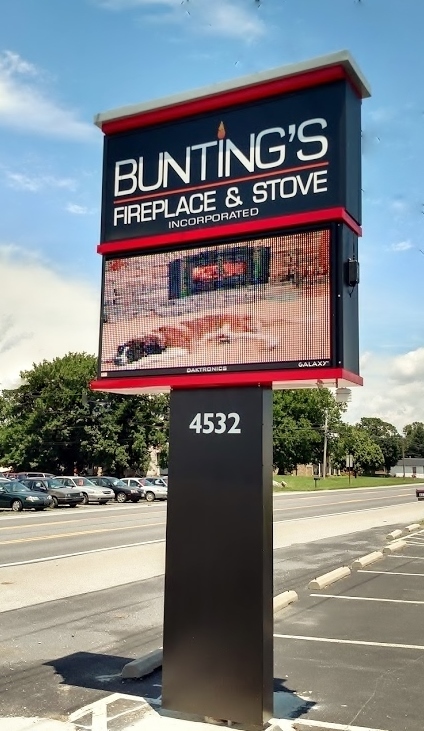 BUNTING'S
FIREPLACE & STOVE
INCORPORATED
DAKTRONICS
GALAXY
4532